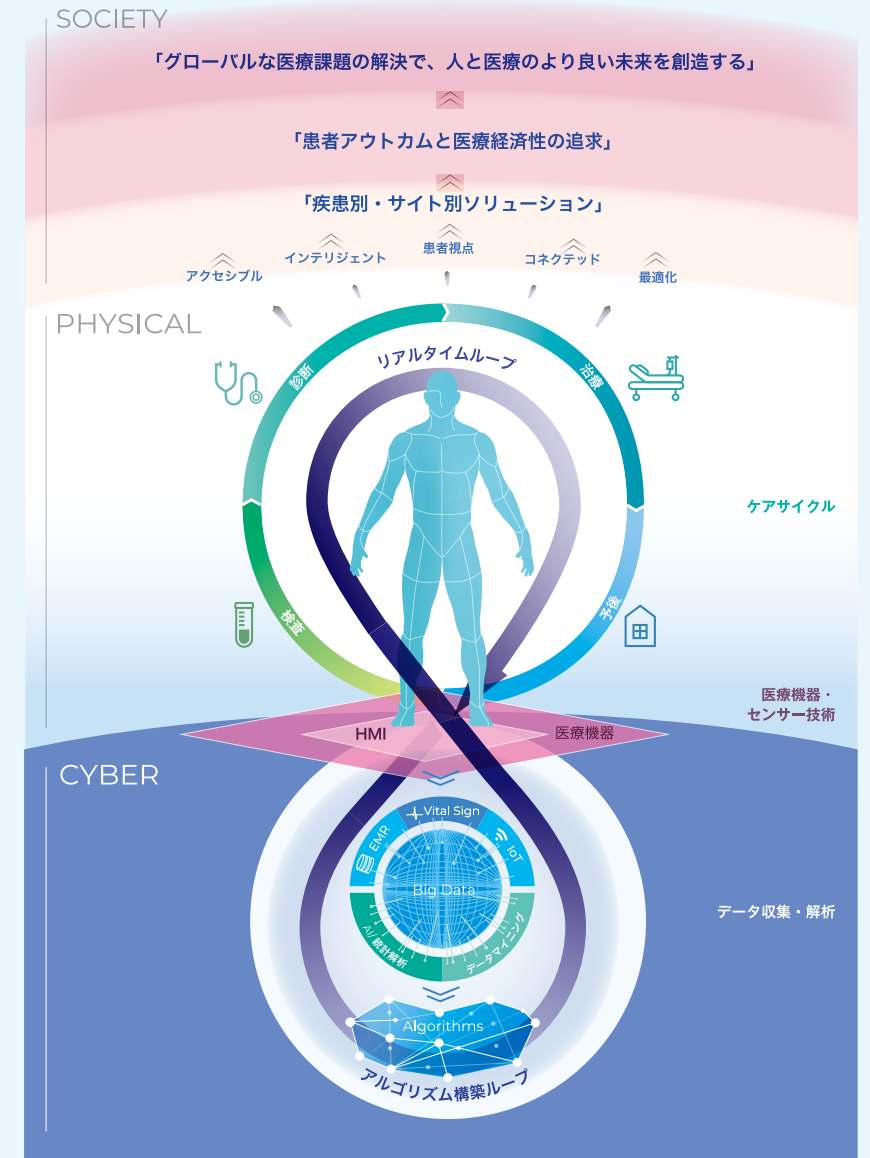 SOCIETY
「グローバルな医療課題の解決で、人と医療のより良い未来を創造する」
「患者アウトカムと医療経済性の追求」
「疾患別・サイト別ソリューション」
アクセシブル
インテリジェント
患者視点
コネクテッド
最適化
PHYSICAL
リアルタイムループ
診断
治療
ケアサイクル
検査
予後
医療機器・
センサー技術
HMI
医療機器
CYBER
EMR
Vital Sign
IoT
Big Data
AI/統計解析
データマイニング
データ収集・解析
Algorithms
アルゴリズム構築ループ